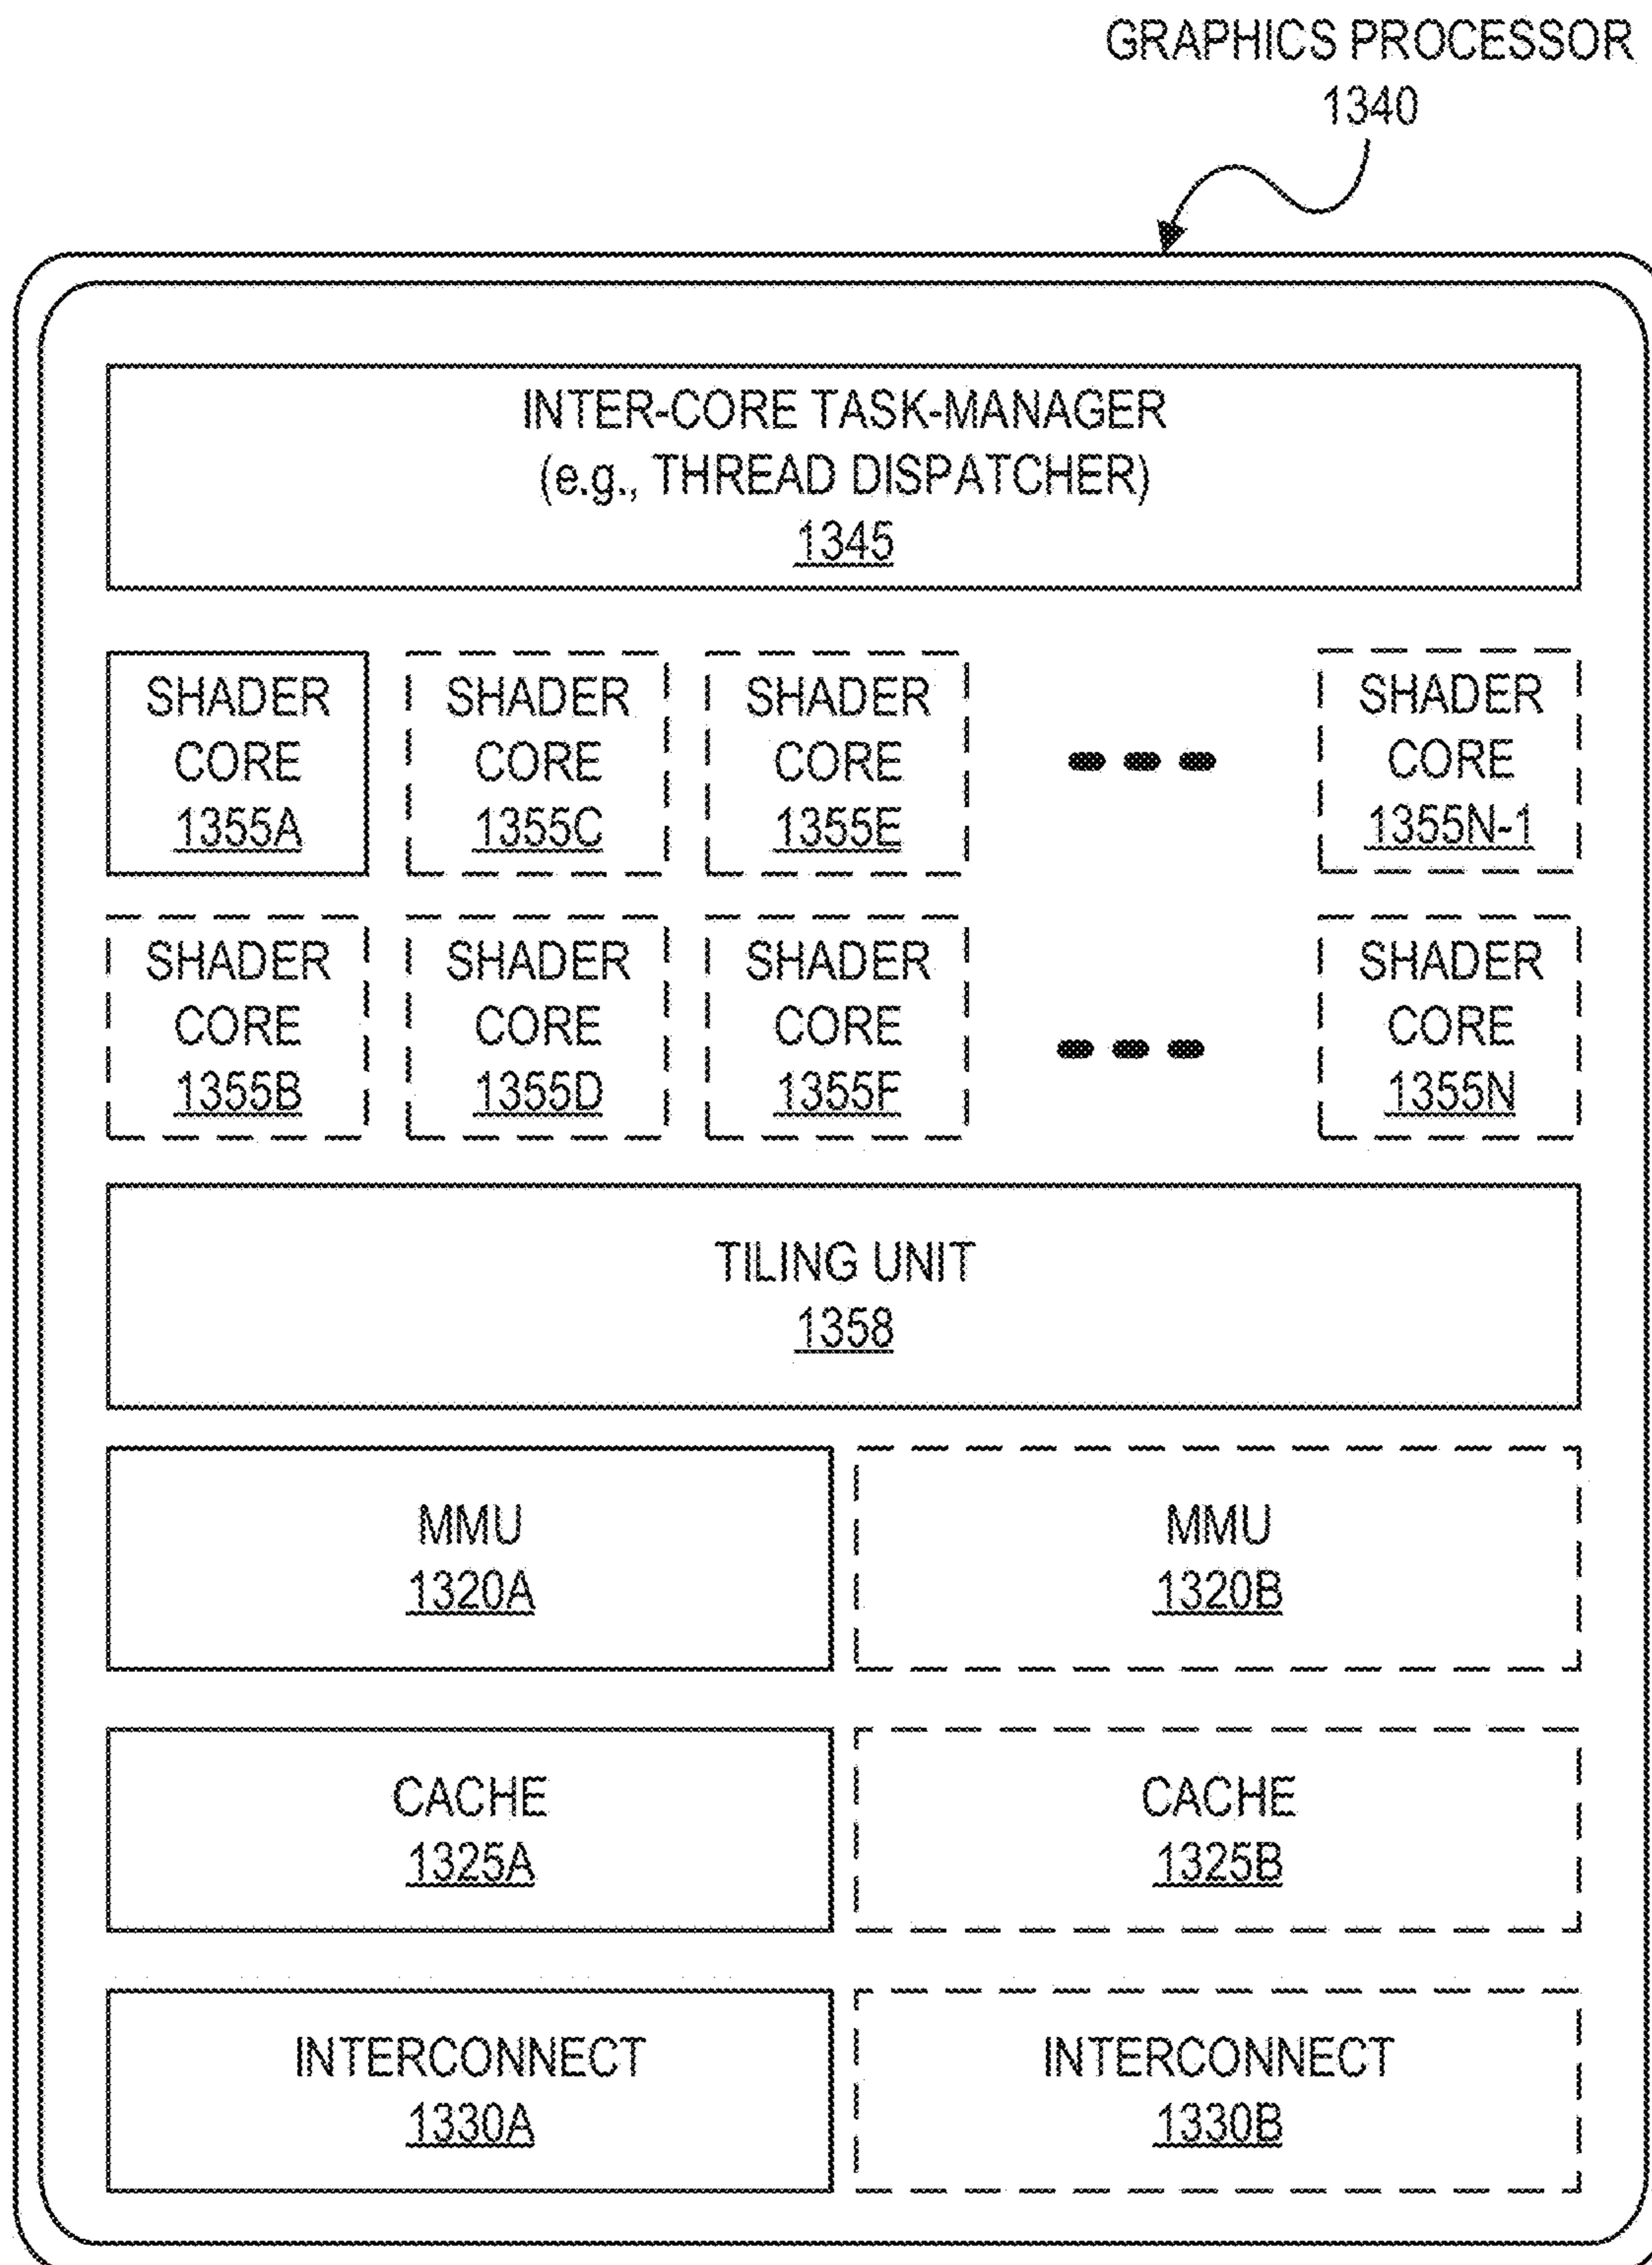 GRAPHICS PROCESSOR
1340
INTER-CORE TASK-MANAGER
(e.g., THREAD DISPATCHER)
1345
SHADER
CORE
1355A
SHADER
CORE
1355C
SHADER
CORE
1355E
SHADER
CORE
1355N-1
SHADER
CORE
1355B
SHADER
CORE
1355D
SHADER
CORE
1355F
SHADER
CORE
1355N
TILING UNIT
1358
MMU
1320A
MMU
1320B
CACHE
1325A
CACHE
1325B
INTERCONNECT
1330A
INTERCONNECT
1330B